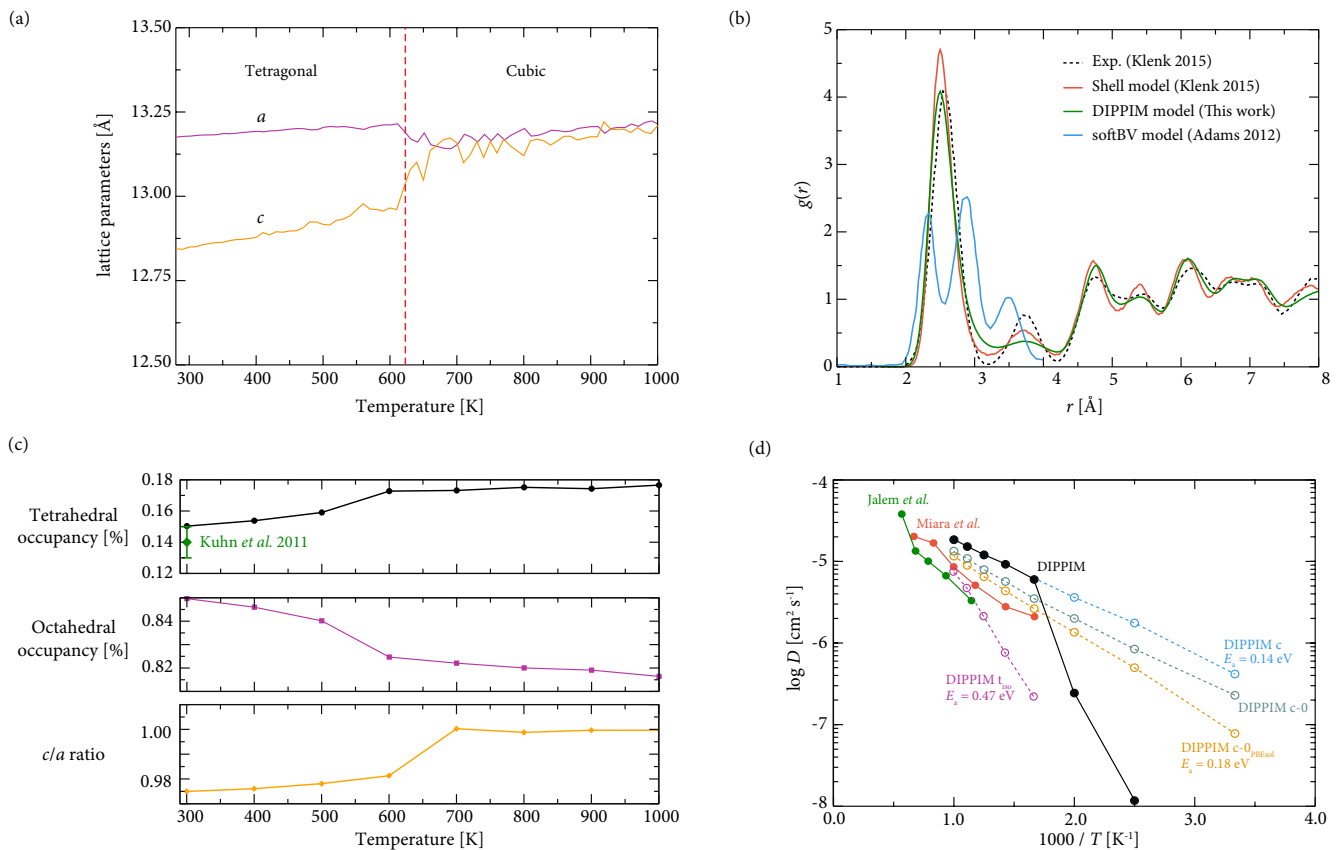 (a)
13.50
13.25
13.00
12.75
12.50
lattice parameters [Å]
Tetragonal
Cubic
a
c
300 400 500 600 700 800 900 1000
Temperature [K]
(b)
5
4
3
2
1
0
g(r)
Exp. (Klenk 2015)
Shell model (Klenk 2015)
DIPPIM model (This work)
softBV model (Adams 2012)
1 2 3 4 5 6 7 8
r [Å]
(c)
Tetrahedral
occupancy [%]
0.18
0.16
0.14
0.12
Kuhn et al. 2011
Octahedral
occupancy [%]
0.84
0.82
c/a ratio
1.00
0.98
300 400 500 600 700 800 900 1000
Temperature [K]
(d)
-4
-5
-6
-7
-8
log D [cm² s⁻¹]
Jalem et al.
Miara et al.
DIPPIM
DIPPIM c
Eₐ = 0.14 eV
DIPPIM t_iso
Eₐ = 0.47 eV
DIPPIM c-0
DIPPIM c-0_PBEsol
Eₐ = 0.18 eV
0.0 1.0 2.0 3.0 4.0
1000 / T [K⁻¹]